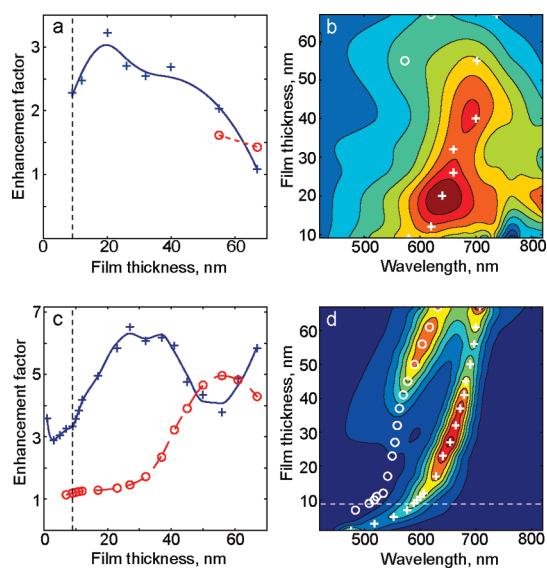 a
Enhancement factor
3
2
1
0 20 40 60
Film thickness, nm
b
Film thickness, nm
60
50
40
30
20
10
500 600 700 800
Wavelength, nm
c
Enhancement factor
7
5
3
1
0 20 40 60
Film thickness, nm
d
Film thickness, nm
60
50
40
30
20
10
400 500 600 700 800
Wavelength, nm